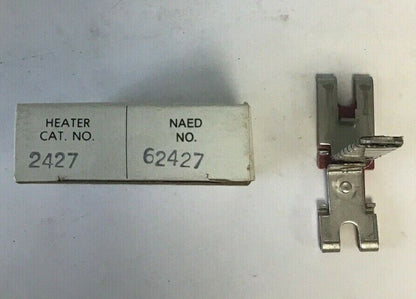 HEATER
CAT. NO.
2427
NAED
NO.
62427